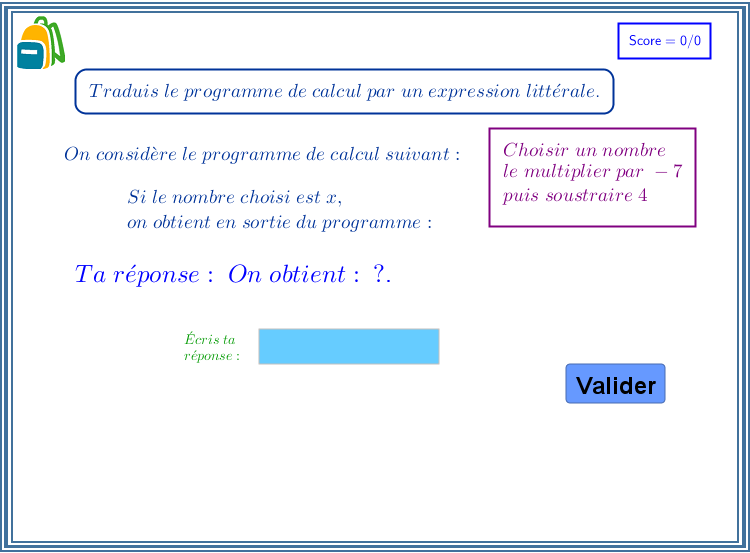 Score = 0/0
Traduis le programme de calcul par un expression littérale.
On considère le programme de calcul suivant :
Choisir un nombre
le multiplier par − 7
puis soustraire 4
Si le nombre choisi est x,
on obtient en sortie du programme :
Ta réponse : On obtient : ?.
Écris ta
réponse :
Valider